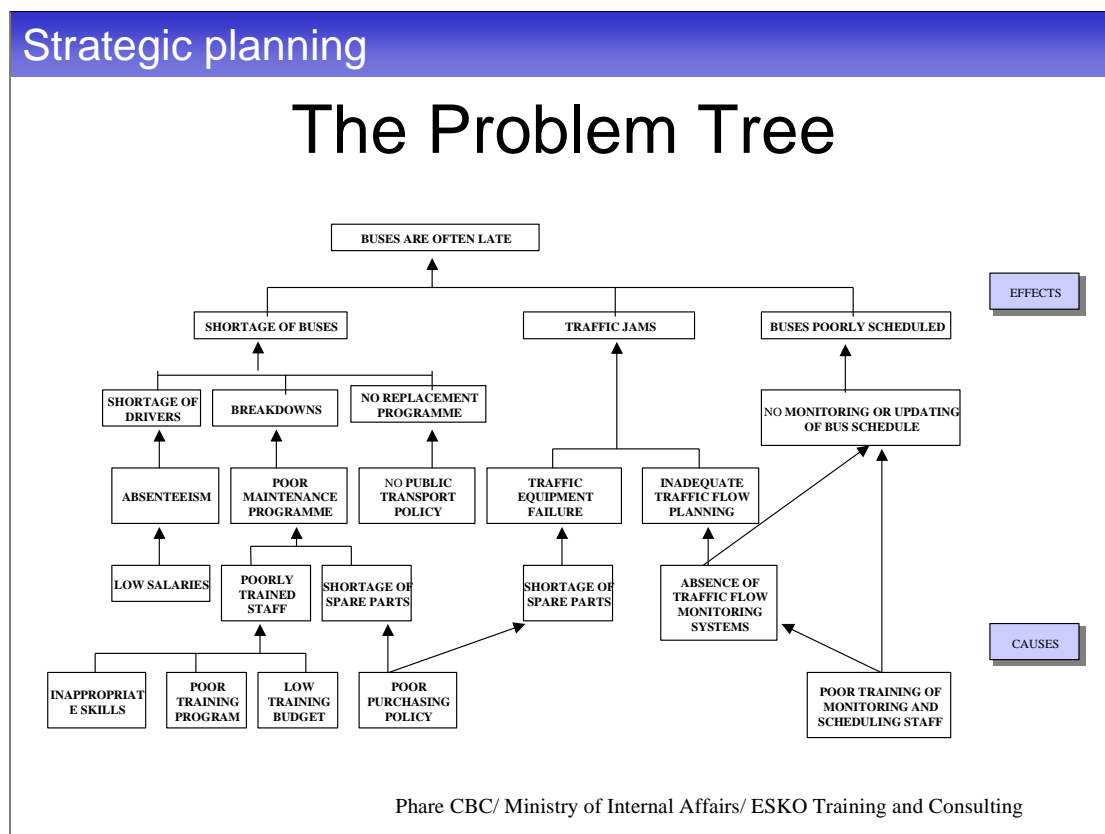 Strategic planning
The Problem Tree
BUSES ARE OFTEN LATE
EFFECTS
SHORTAGE OF BUSES
TRAFFIC JAMS
BUSES POORLY SCHEDULED
SHORTAGE OF
DRIVERS
BREAKDOWNS
NO REPLACEMENT
PROGRAMME
NO MONITORING OR UPDATING
OF BUS SCHEDULE
ABSENTEEISM
POOR
MAINTENANCE
PROGRAMME
NO PUBLIC
TRANSPORT
POLICY
TRAFFIC
EQUIPMENT
FAILURE
INADEQUATE
TRAFFIC FLOW
PLANNING
LOW SALARIES
POORLY
TRAINED
STAFF
SHORTAGE OF
SPARE PARTS
SHORTAGE OF
SPARE PARTS
ABSENCE OF
TRAFFIC FLOW
MONITORING
SYSTEMS
CAUSES
INAPPROPRIAT
E SKILLS
POOR
TRAINING
PROGRAM
LOW
TRAINING
BUDGET
POOR
PURCHASING
POLICY
POOR TRAINING OF
MONITORING AND
SCHEDULING STAFF
Phare CBC/ Ministry of Internal Affairs/ ESKO Training and Consulting